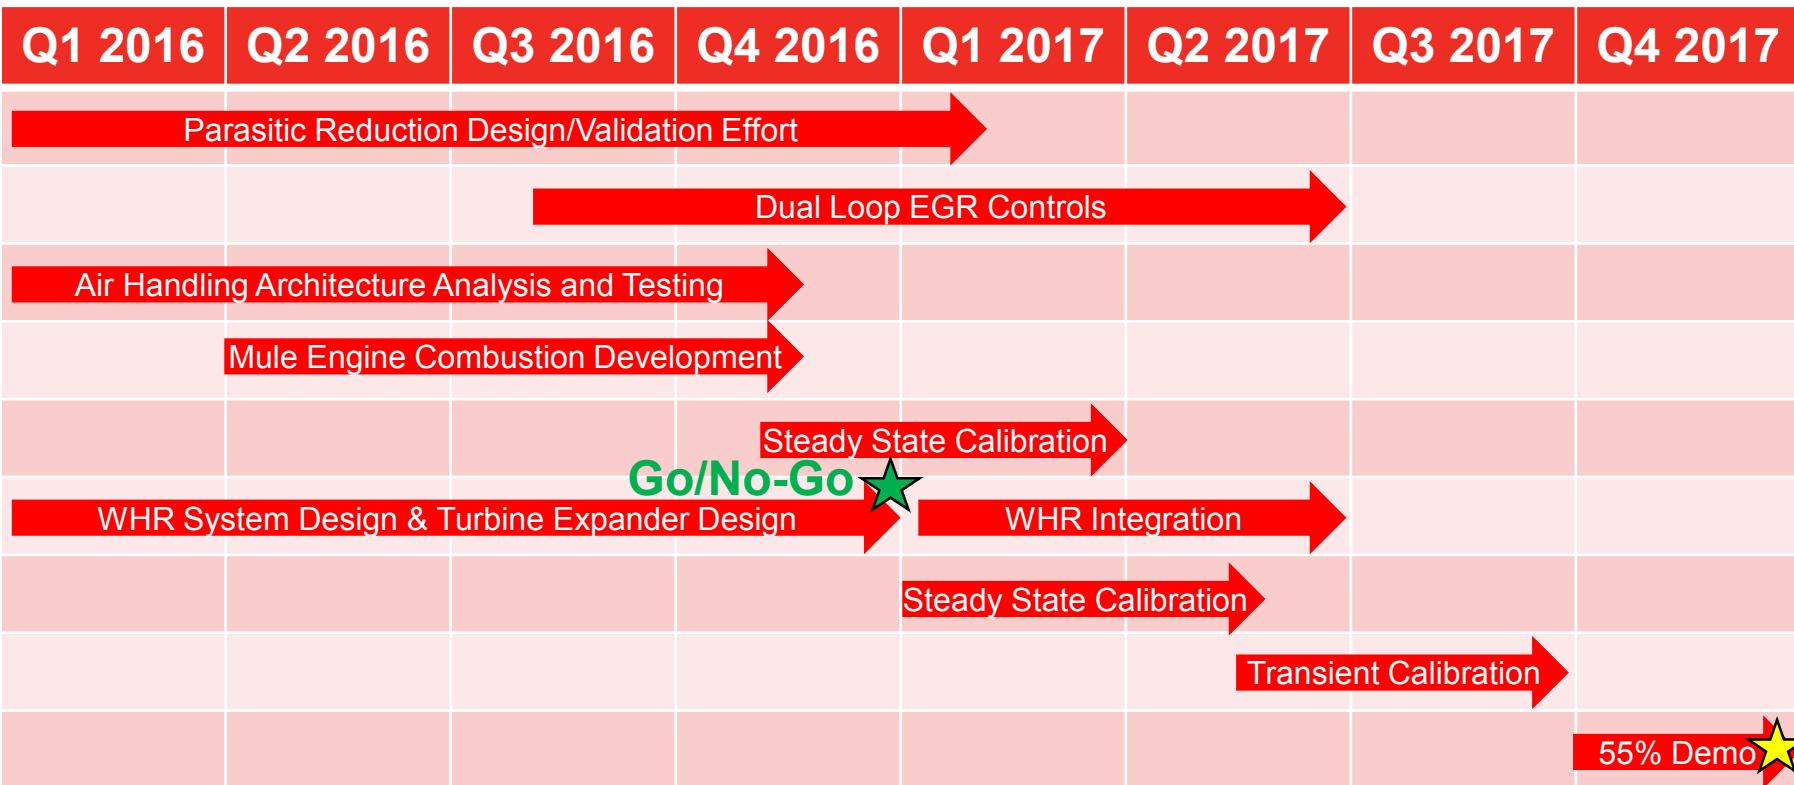 Q1 2016 Q2 2016 Q3 2016 Q4 2016 Q1 2017 Q2 2017 Q3 2017 Q4 2017
Parasitic Reduction Design/Validation Effort
Dual Loop EGR Controls
Air Handling Architecture Analysis and Testing
Mule Engine Combustion Development
Steady State Calibration
Go/No-Go
WHR System Design & Turbine Expander Design WHR Integration
Steady State Calibration
Transient Calibration
55% Demo